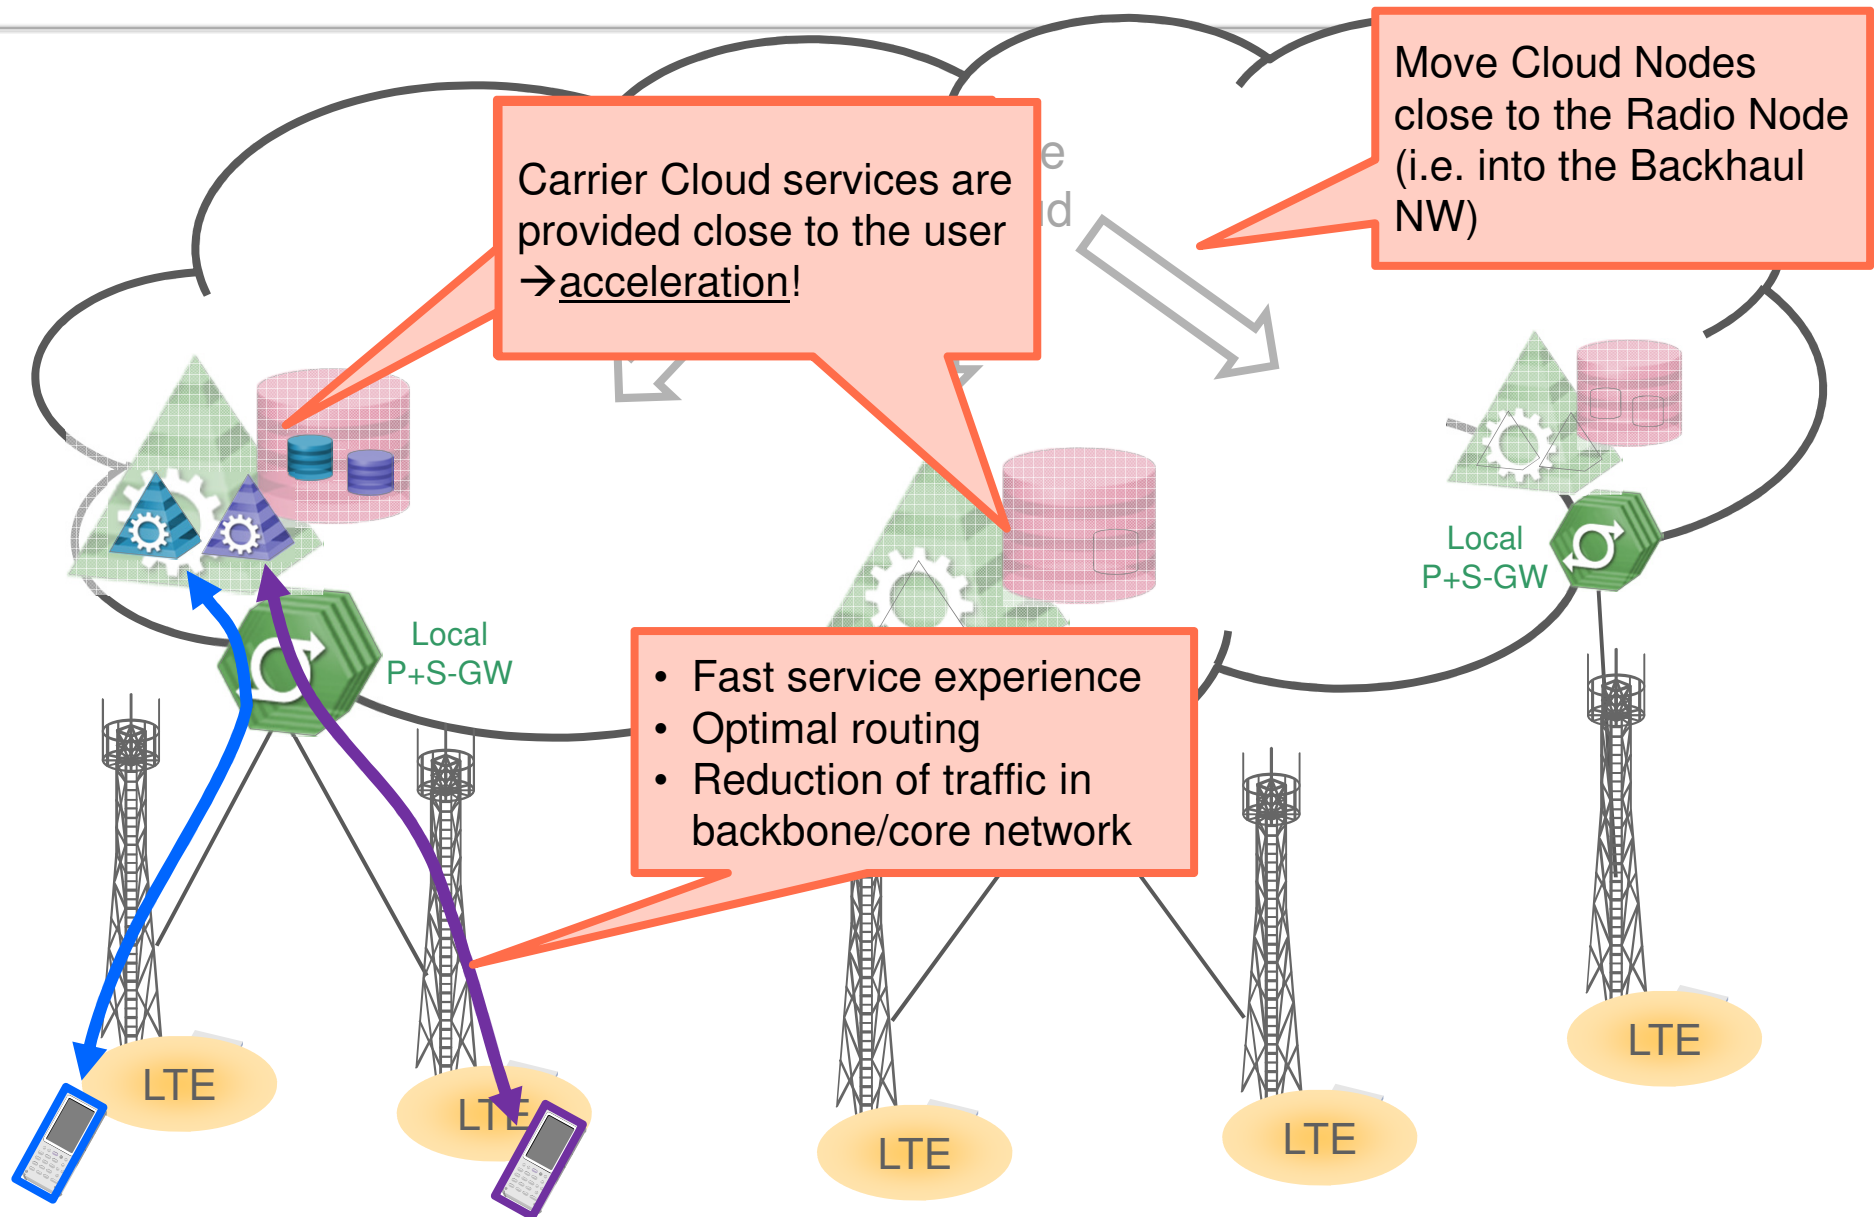 Move Cloud Nodes
close to the Radio Node
(i.e. into the Backhaul
NW)
Carrier Cloud services are
provided close to the user
→acceleration!
Local
P+S-GW
Local
P+S-GW
• Fast service experience
• Optimal routing
• Reduction of traffic in
backbone/core network
LTE
LTE
LTE
LTE
LTE